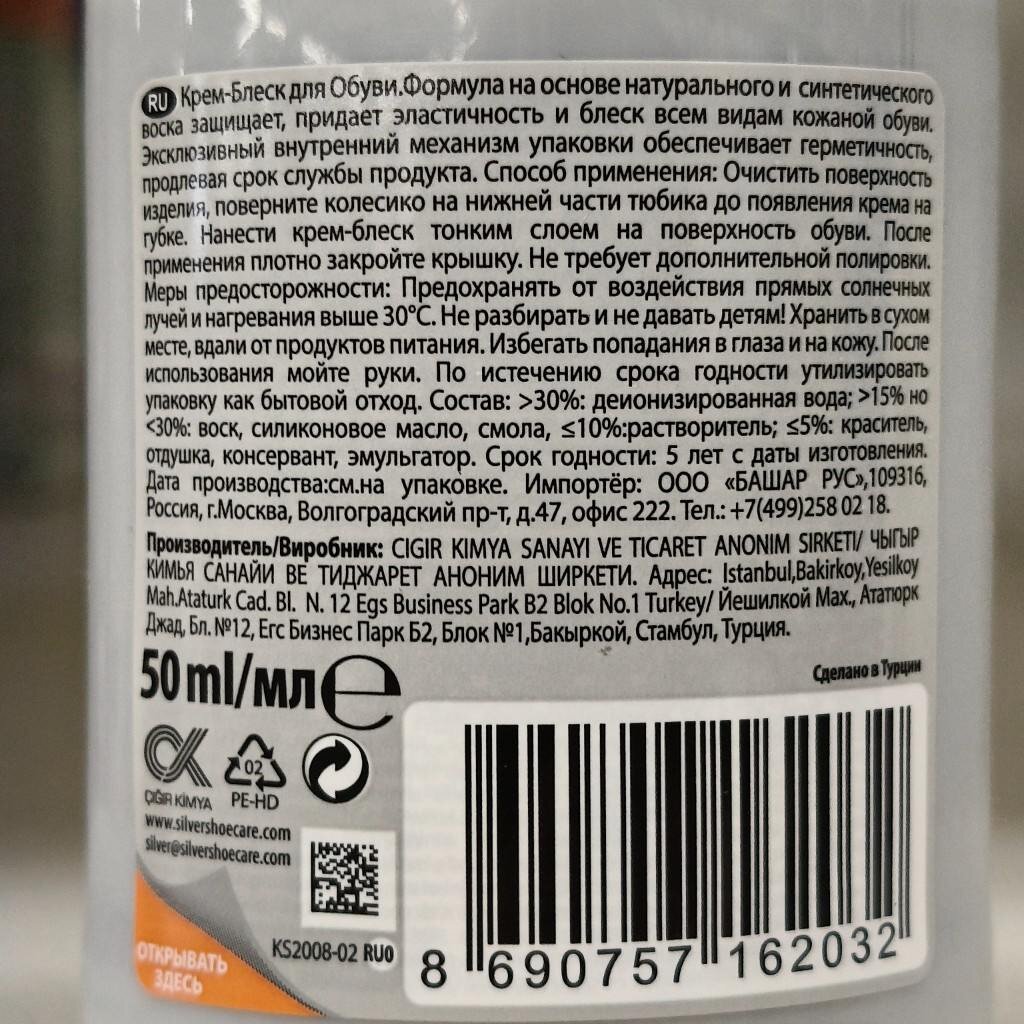 RU Крем-Блеск для Обуви.Формула на основе натурального и синтетического
воска защищает, придает эластичность и блеск всем видам кожаной обуви.
Эксклюзивный внутренний механизм упаковки обеспечивает герметичность,
продлевая срок службы продукта. Способ применения: Очистить поверхность
изделия, поверните колесико на нижней части тюбика до появления крема на
губке. Нанести крем-блеск тонким слоем на поверхность обуви. После
применения плотно закройте крышку. Не требует дополнительной полировки.
Меры предосторожности: Предохранять от воздействия прямых солнечных
лучей и нагревания выше 30°C. Не разбирать и не давать детям! Хранить в сухом
месте, вдали от продуктов питания. Избегать попадания в глаза и на кожу. После
использования мойте руки. По истечению срока годности утилизировать
упаковку как бытовой отход. Состав: >30%: деионизированная вода; >15% но
<30%: воск, силиконовое масло, смола, ≤10%:растворитель; ≤5%: краситель,
отдушка, консервант, эмульгатор. Срок годности: 5 лет с даты изготовления.
Дата производства:см.на упаковке. Импортёр: ООО «БАШАР РУС»,109316,
Россия, г.Москва, Волгоградский пр-т, д.47, офис 222. Тел.: +7(499)258 02 18.
Производитель/Виробник: CIGIR KIMYA SANAYI VE TICARET ANONIM SIRKETI/ ЧЫГЫР
КИМЬЯ САНАЙИ ВЕ ТИДЖАРЕТ АНОНИМ ШИРКЕТИ. Адрес: Istanbul,Bakirkoy,Yesilkoy
Mah.Ataturk Cad. Bl. N. 12 Egs Business Park B2 Blok No.1 Turkey/ Йешилкой Мах., Ататюрк
Джад, Бл. №12, Егс Бизнес Парк Б2, Блок №1,Бакыркой, Стамбул, Турция.
50 ml/мл e
Сделано в Турции
02
ÇIĞIR KİMYA
PE-HD
www.silvershoecare.com
silver@silvershoecare.com
KS2008-02 RU0
ОТКРЫВАТЬ
ЗДЕСЬ
8 690757 162032